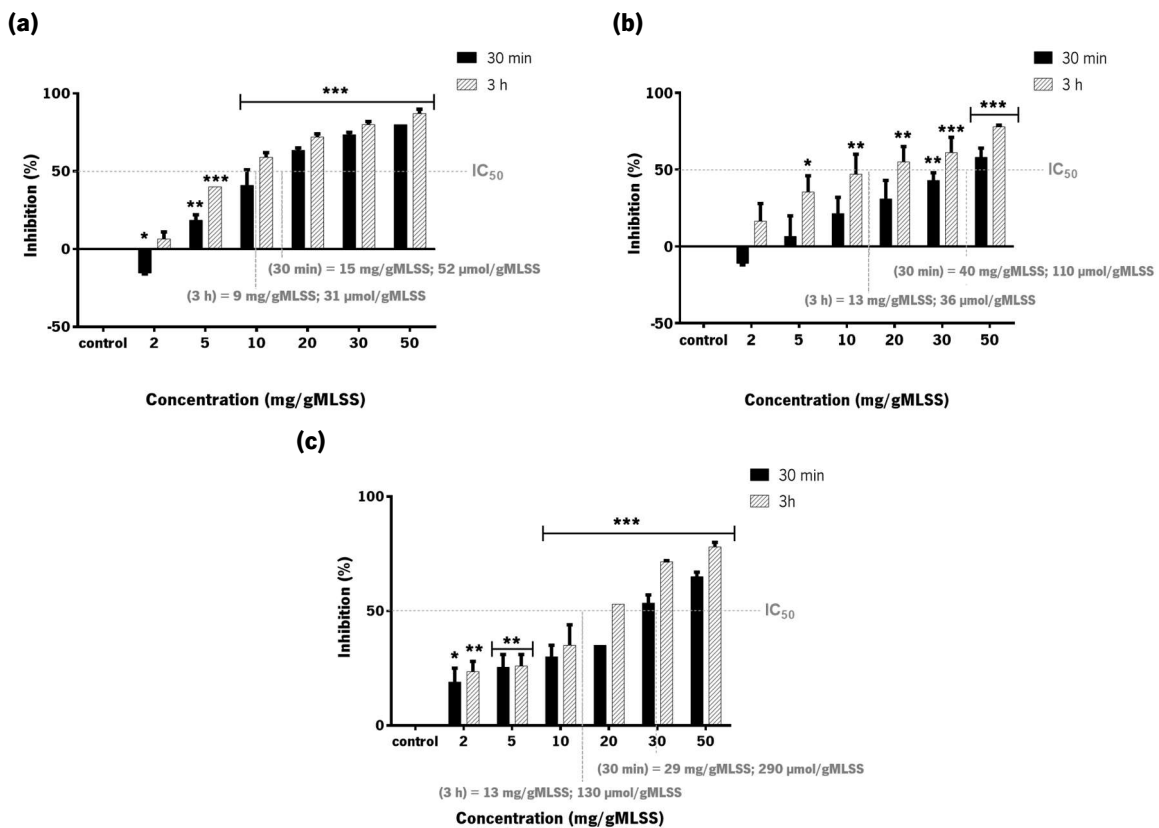 (a)
30 min
3 h
***
100
50
0
-50
Inhibition (%)
IC50
*
**
***
(30 min) = 15 mg/gMLSS; 52 µmol/gMLSS
(3 h) = 9 mg/gMLSS; 31 µmol/gMLSS
control 2 5 10 20 30 50
Concentration (mg/gMLSS)
(b)
30 min
3 h
100
50
0
-50
Inhibition (%)
IC50
*
**
**
***
**
***
(30 min) = 40 mg/gMLSS; 110 µmol/gMLSS
(3 h) = 13 mg/gMLSS; 36 µmol/gMLSS
control 2 5 10 20 30 50
Concentration (mg/gMLSS)
(c)
30 min
3h
***
100
50
0
Inhibition (%)
IC50
*
**
**
control 2 5 10 20 30 50
(30 min) = 29 mg/gMLSS; 290 µmol/gMLSS
(3 h) = 13 mg/gMLSS; 130 µmol/gMLSS
Concentration (mg/gMLSS)